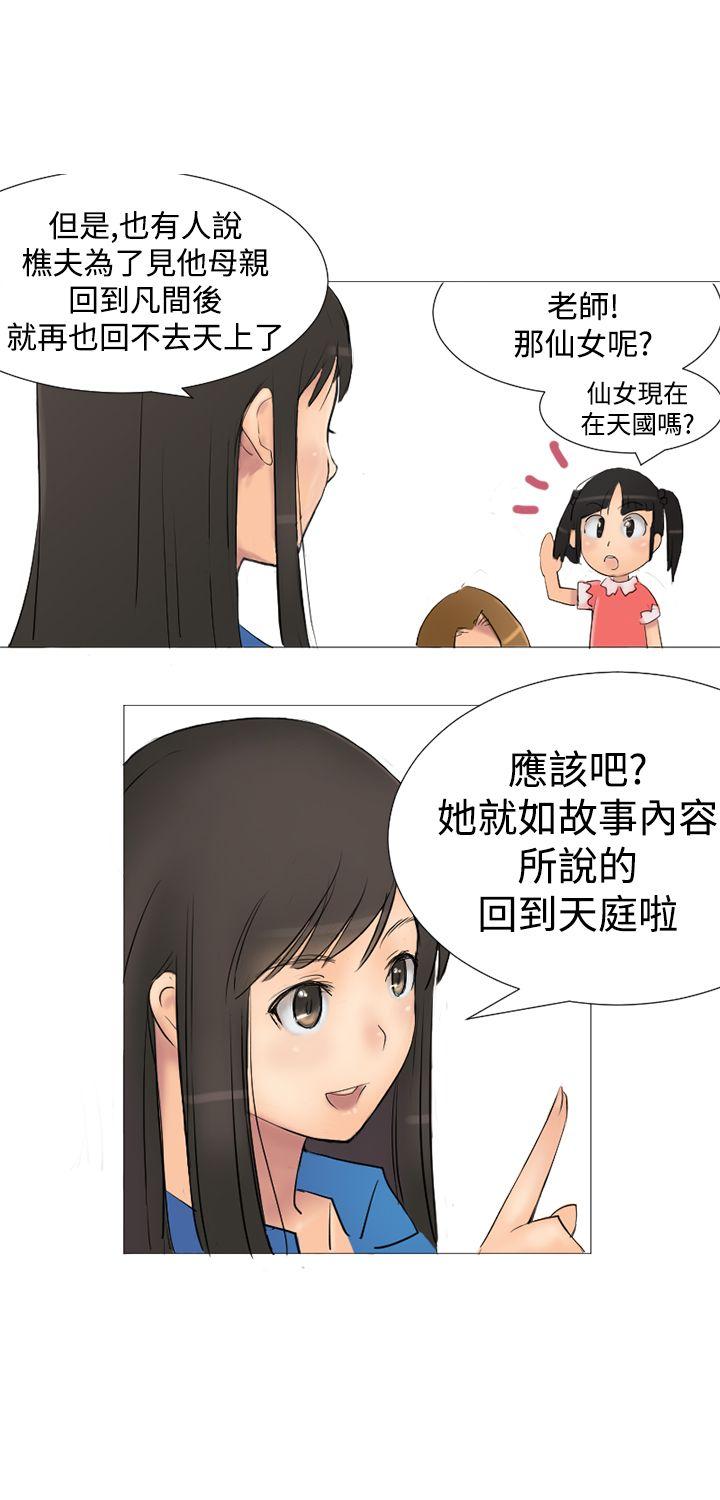 但是,也有人說
樵夫為了見他母親
回到凡間後
就再也回不去天上了
老師!
那仙女呢?
仙女現在
在天國嗎?
應該吧?
她就如故事內容
所說的
回到天庭啦